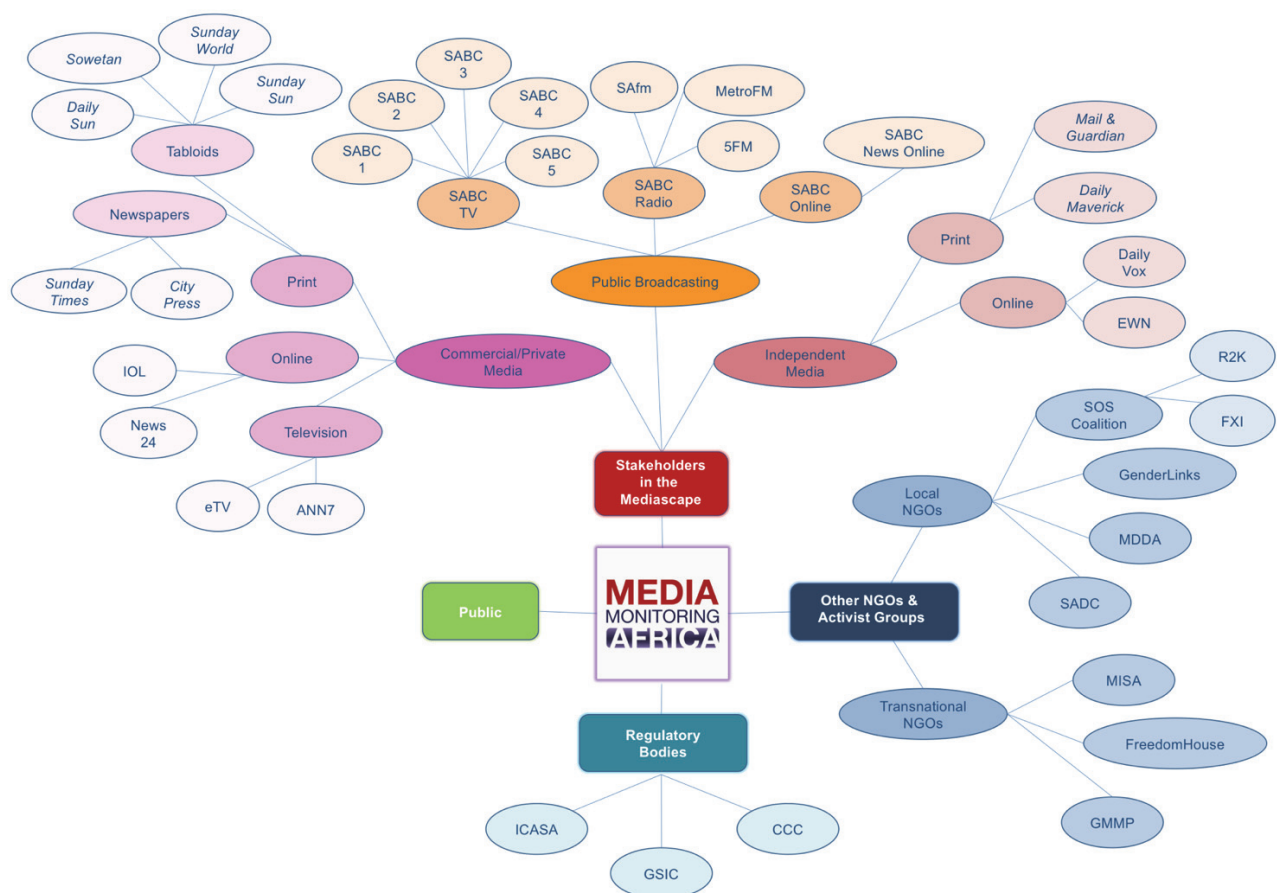 Sunday
World
Sowetan
Sunday
Sun
Daily
Sun
Tabloids
Newspapers
Sunday
Times
City
Press
Print
Online
IOL
News
24
Television
eTV
ANN7
Commercial/Private
Media
SABC
3
SABC
2
SABC
4
SABC
1
SABC
5
SABC
TV
SAfm
MetroFM
5FM
SABC
Radio
SABC
News Online
SABC
Online
Public Broadcasting
Mail &
Guardian
Daily
Maverick
Print
Daily
Vox
Online
EWN
Independent
Media
Stakeholders
in the
Mediascape
R2K
SOS
Coalition
FXI
GenderLinks
Local
NGOs
MDDA
SADC
Public
MEDIA
MONITORING
AFRICA
Other NGOs &
Activist Groups
MISA
Transnational
NGOs
FreedomHouse
GMMP
Regulatory
Bodies
ICASA
CCC
GSIC